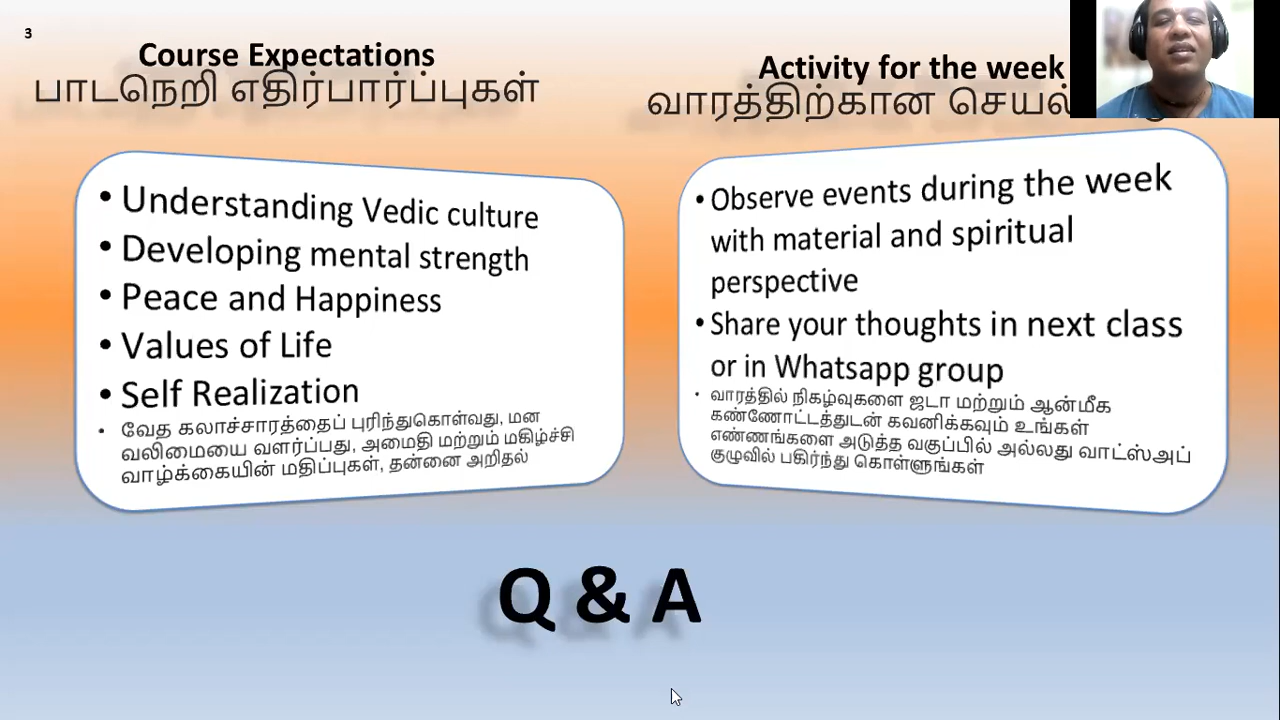 3
Course Expectations
பாடநெறி எதிர்பார்ப்புகள்
• Understanding Vedic culture
• Developing mental strength
• Peace and Happiness
• Values of Life
• Self Realization
• வேத கலாச்சாரத்தைப் புரிந்துகொள்வது, மன
வலிமையை வளர்ப்பது, அமைதி மற்றும் மகிழ்ச்சி
வாழ்க்கையின் மதிப்புகள், தன்னை அறிதல்
Activity for the week
வாரத்திற்கான
• Observe events during the week
with material and spiritual
perspective
• Share your thoughts in next class
or in Whatsapp group
• வாரத்தில் நிகழ்வுகளை ஜடா மற்றும் ஆன்மீக
கண்ணோட்டத்துடன் கவனிக்கவும் உங்கள்
எண்ணங்களை அடுத்த வகுப்பில் அல்லது வாட்ஸ்அப்
குழுவில் பகிர்ந்து கொள்ளுங்கள்
Q & A